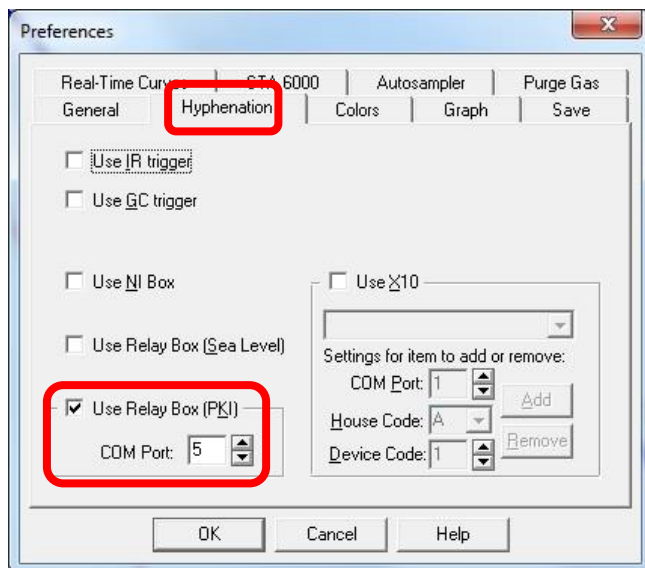 Preferences
Real-Time Curves STA 6000 Autosampler Purge Gas
General Hyphenation Colors Graph Save
Use IR trigger
Use GC trigger
Use NI Box
Use X10
Use Relay Box (Sea Level)
Settings for item to add or remove:
COM Port: 1
Add
Use Relay Box (PKI)
House Code: A
COM Port: 5
Remove
Device Code: 1
OK Cancel Help